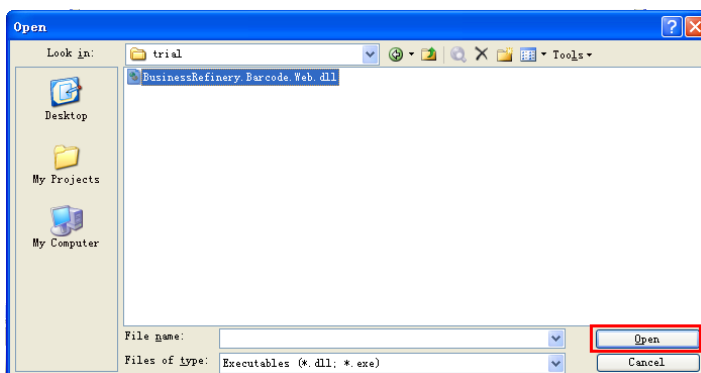 Open
Look in: trial Tools
BusinessRefinery.Barcode.Web.dll
Desktop
My Projects
My Computer
File name: Open
Files of type: Executables (*.dll; *.exe) Cancel